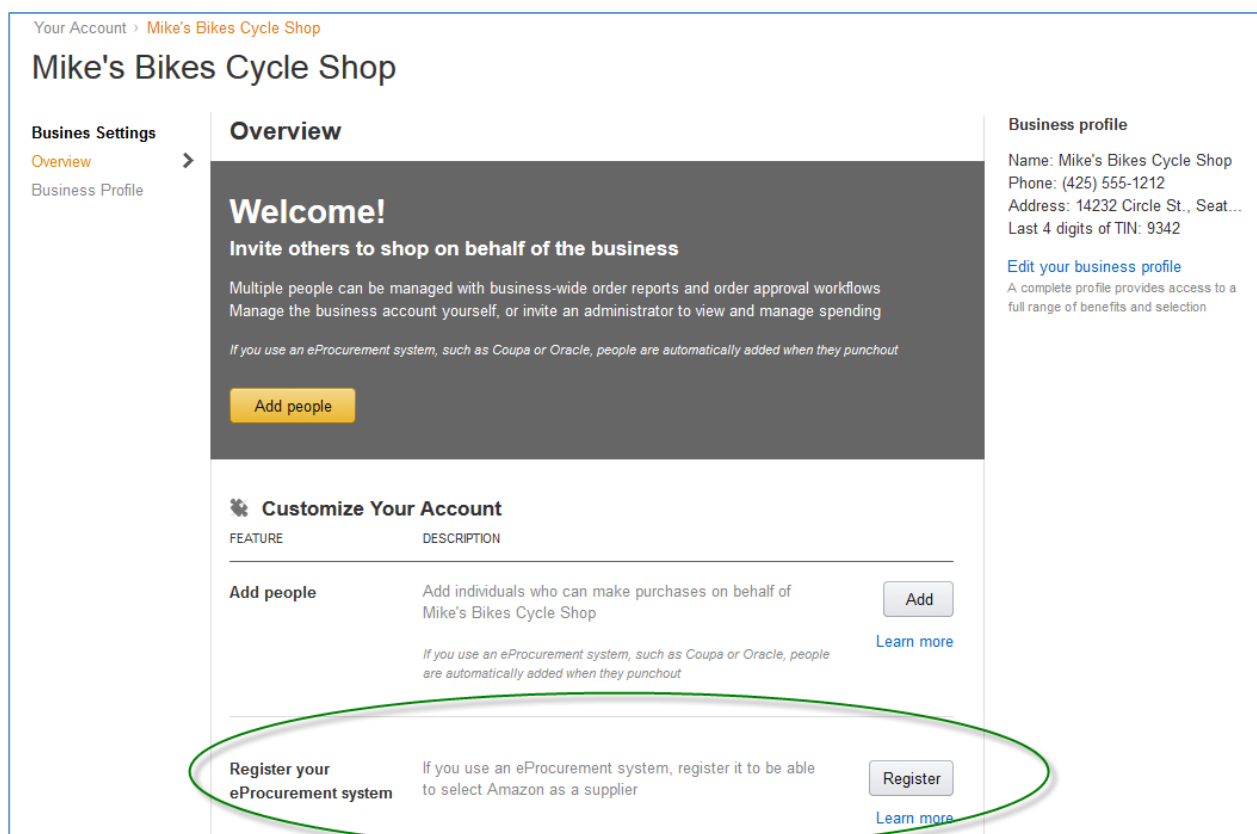 Your Account › Mike's Bikes Cycle Shop
Mike's Bikes Cycle Shop
Busines Settings
Overview
Business Profile
Overview
Welcome!
Invite others to shop on behalf of the business
Multiple people can be managed with business-wide order reports and order approval workflows
Manage the business account yourself, or invite an administrator to view and manage spending
If you use an eProcurement system, such as Coupa or Oracle, people are automatically added when they punchout
Add people
Business profile
Name: Mike's Bikes Cycle Shop
Phone: (425) 555-1212
Address: 14232 Circle St., Seat...
Last 4 digits of TIN: 9342
Edit your business profile
A complete profile provides access to a
full range of benefits and selection
Customize Your Account
FEATURE DESCRIPTION
Add people
Add individuals who can make purchases on behalf of
Mike's Bikes Cycle Shop
If you use an eProcurement system, such as Coupa or Oracle, people
are automatically added when they punchout
Add
Learn more
Register your
eProcurement system
If you use an eProcurement system, register it to be able
to select Amazon as a supplier
Register
Learn more